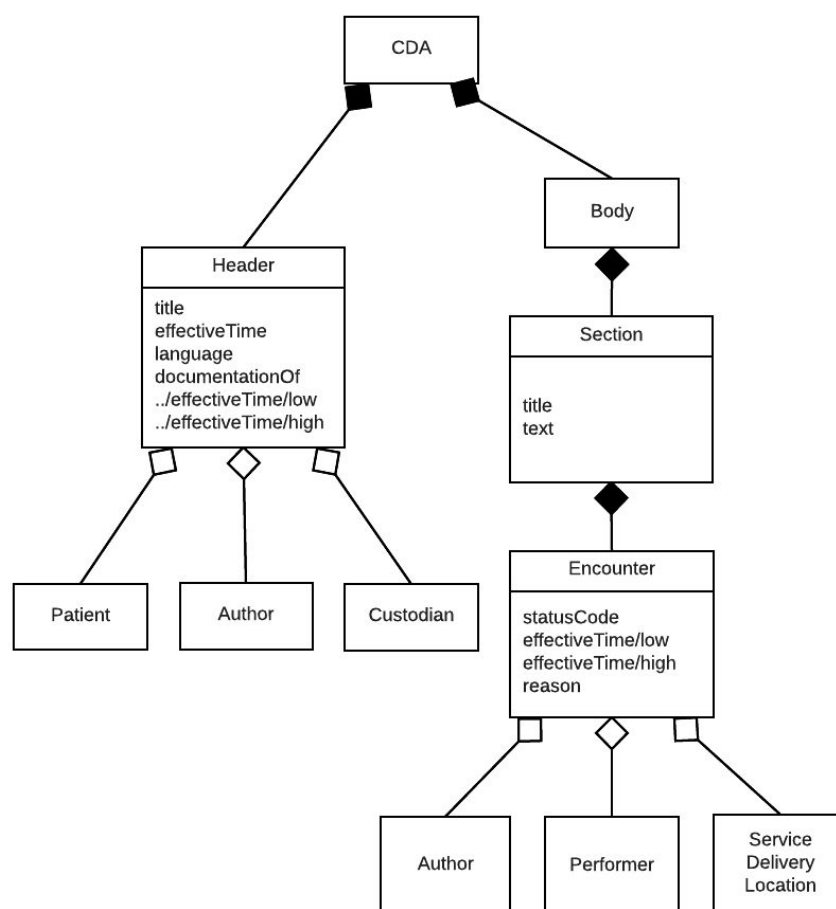 CDA
Body
Header
title
effectiveTime
language
documentationOf
../effectiveTime/low
../effectiveTime/high
Section
title
text
Patient
Author
Custodian
Encounter
statusCode
effectiveTime/low
effectiveTime/high
reason
Author
Performer
Service
Delivery
Location